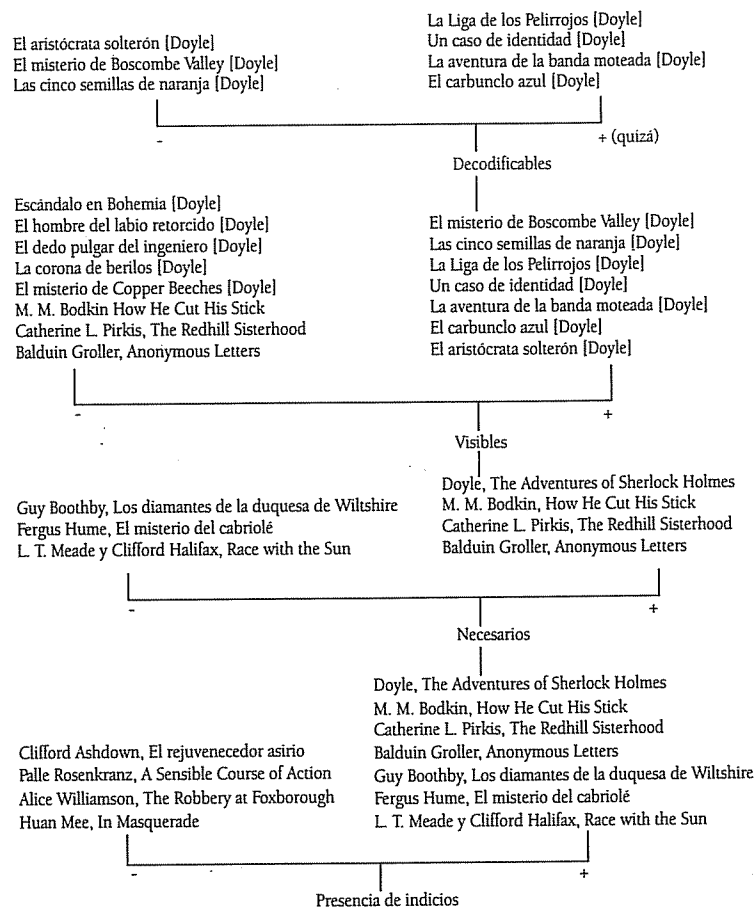 El aristócrata solterón [Doyle]
El misterio de Boscombe Valley [Doyle]
Las cinco semillas de naranja [Doyle]
La Liga de los Pelirrojos [Doyle]
Un caso de identidad [Doyle]
La aventura de la banda moteada [Doyle]
El carbunclo azul [Doyle]
-
+ (quizá)
Decodificables
Escándalo en Bohemia [Doyle]
El hombre del labio retorcido [Doyle]
El dedo pulgar del ingeniero [Doyle]
La corona de berilos [Doyle]
El misterio de Copper Beeches [Doyle]
M. M. Bodkin How He Cut His Stick
Catherine L. Pirkis, The Redhill Sisterhood
Balduin Groller, Anonymous Letters
El misterio de Boscombe Valley [Doyle]
Las cinco semillas de naranja [Doyle]
La Liga de los Pelirrojos [Doyle]
Un caso de identidad [Doyle]
La aventura de la banda moteada [Doyle]
El carbunclo azul [Doyle]
El aristócrata solterón [Doyle]
-
+
Visibles
Guy Boothby, Los diamantes de la duquesa de Wiltshire
Fergus Hume, El misterio del cabriolé
L. T. Meade y Clifford Halifax, Race with the Sun
Doyle, The Adventures of Sherlock Holmes
M. M. Bodkin, How He Cut His Stick
Catherine L. Pirkis, The Redhill Sisterhood
Balduin Groller, Anonymous Letters
-
+
Necesarios
Clifford Ashdown, El rejuvenecedor asirio
Palle Rosenkranz, A Sensible Course of Action
Alice Williamson, The Robbery at Foxborough
Huan Mee, In Masquerade
Doyle, The Adventures of Sherlock Holmes
M. M. Bodkin, How He Cut His Stick
Catherine L. Pirkis, The Redhill Sisterhood
Balduin Groller, Anonymous Letters
Guy Boothby, Los diamantes de la duquesa de Wiltshire
Fergus Hume, El misterio del cabriolé
L. T. Meade y Clifford Halifax, Race with the Sun
-
+
Presencia de indicios